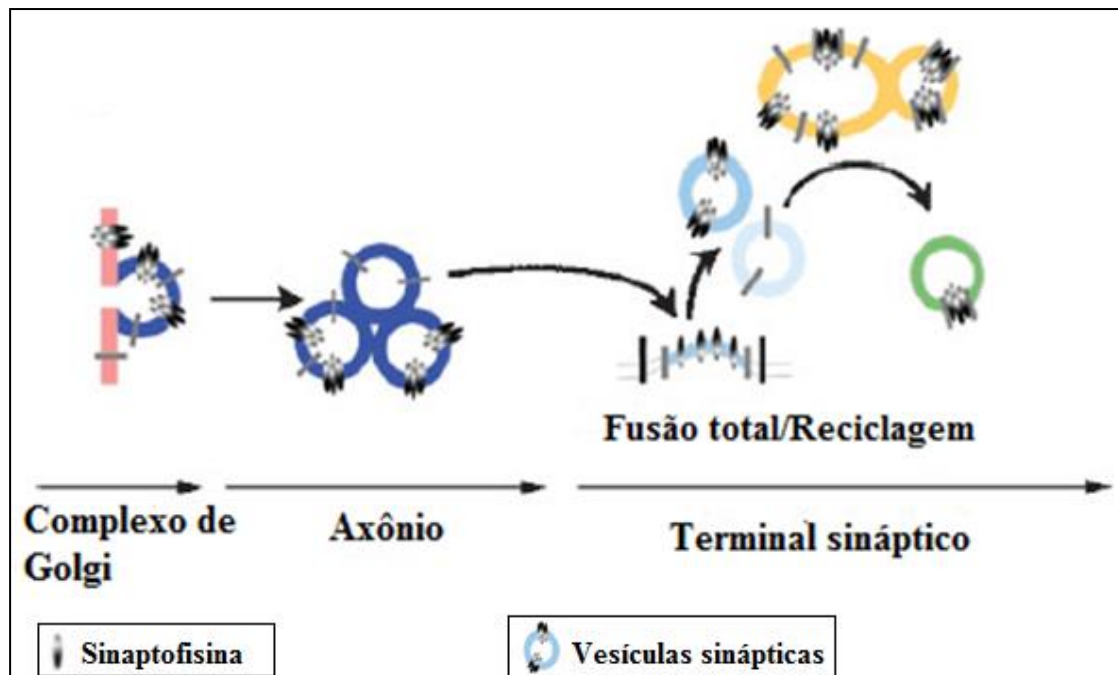 Fusão total/Reciclagem
Complexo de
Golgi
Axônio
Terminal sináptico
Sinaptofisina
Vesículas sinápticas